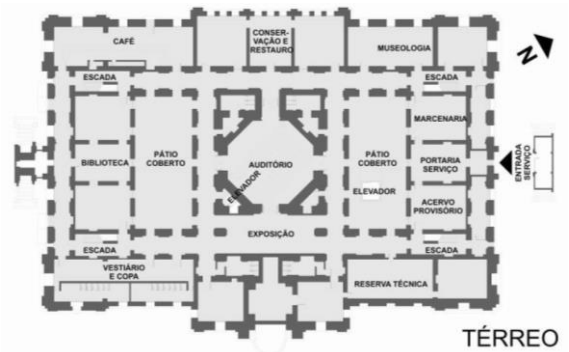 CAFÉ
CONSER-
VAÇÃO E
RESTAURO
MUSEOLOGIA
N
ESCADA
ESCADA
MARCENARIA
BIBLIOTECA
PÁTIO
COBERTO
AUDITÓRIO
PÁTIO
COBERTO
PORTARIA
SERVIÇO
ENTRADA
SERVIÇO
ELEVADOR
ELEVADOR
ACERVO
PROVISÓRIO
EXPOSIÇÃO
ESCADA
ESCADA
VESTIÁRIO
E COPA
RESERVA TÉCNICA
TÉRREO